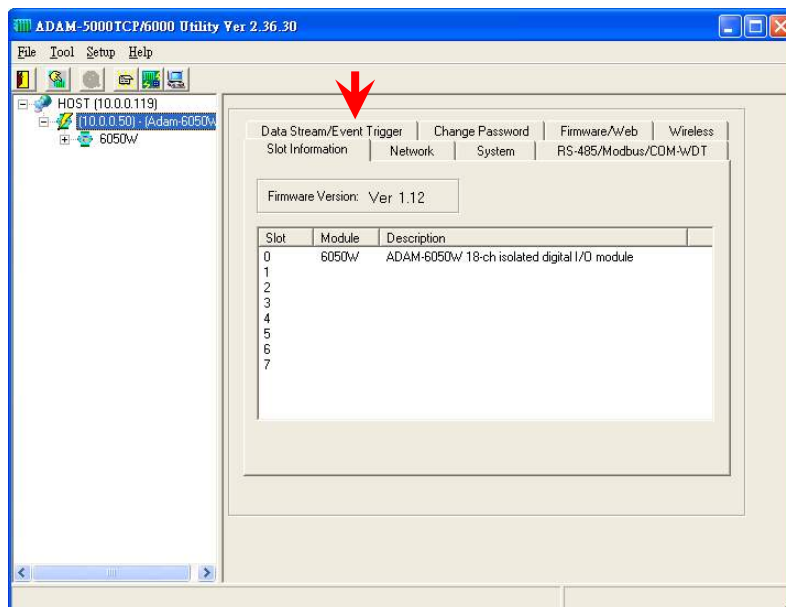 ADAM-5000TCP/6000 Utility Ver 2.36.30
File Tool Setup Help
HOST (10.0.0.119)
(10.0.0.50) - (Adam-6050W
6050W
Data Stream/Event Trigger Change Password Firmware/Web Wireless
Slot Information Network System RS-485/Modbus/COM-WDT
Firmware Version: Ver 1.12
Slot Module Description
0 6050W ADAM-6050W 18-ch isolated digital I/O module
1
2
3
4
5
6
7